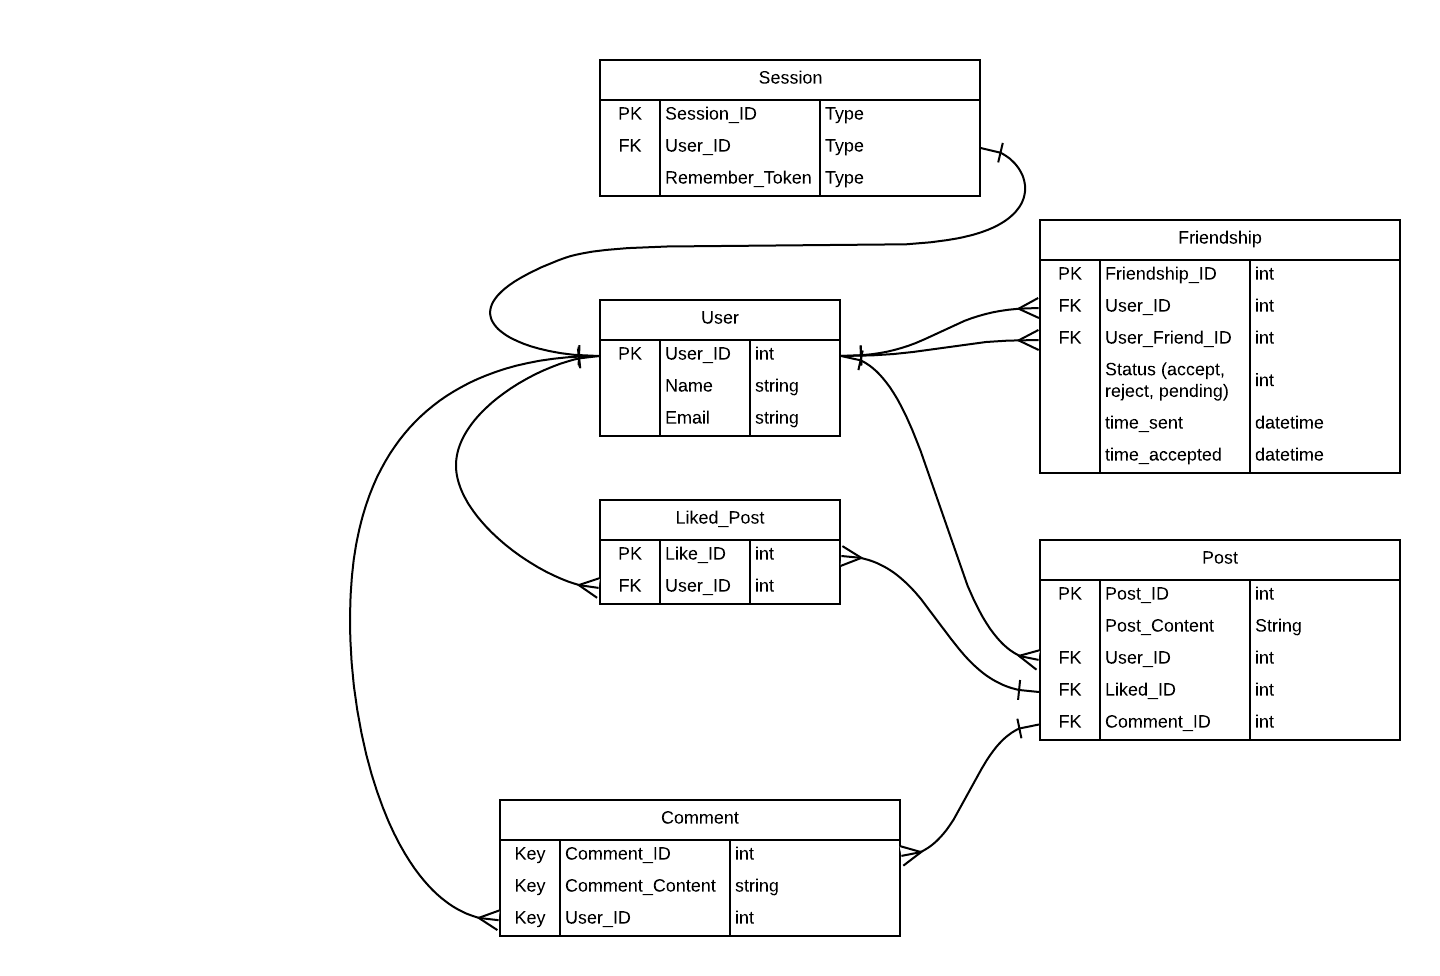 Session
PK Session_ID Type
FK User_ID Type
Remember_Token Type
Friendship
PK Friendship_ID int
FK User_ID int
FK User_Friend_ID int
Status (accept,
reject, pending) int
time_sent datetime
time_accepted datetime
User
PK User_ID int
Name string
Email string
Liked_Post
PK Like_ID int
FK User_ID int
Post
PK Post_ID int
Post_Content String
FK User_ID int
FK Liked_ID int
FK Comment_ID int
Comment
Key Comment_ID int
Key Comment_Content string
Key User_ID int